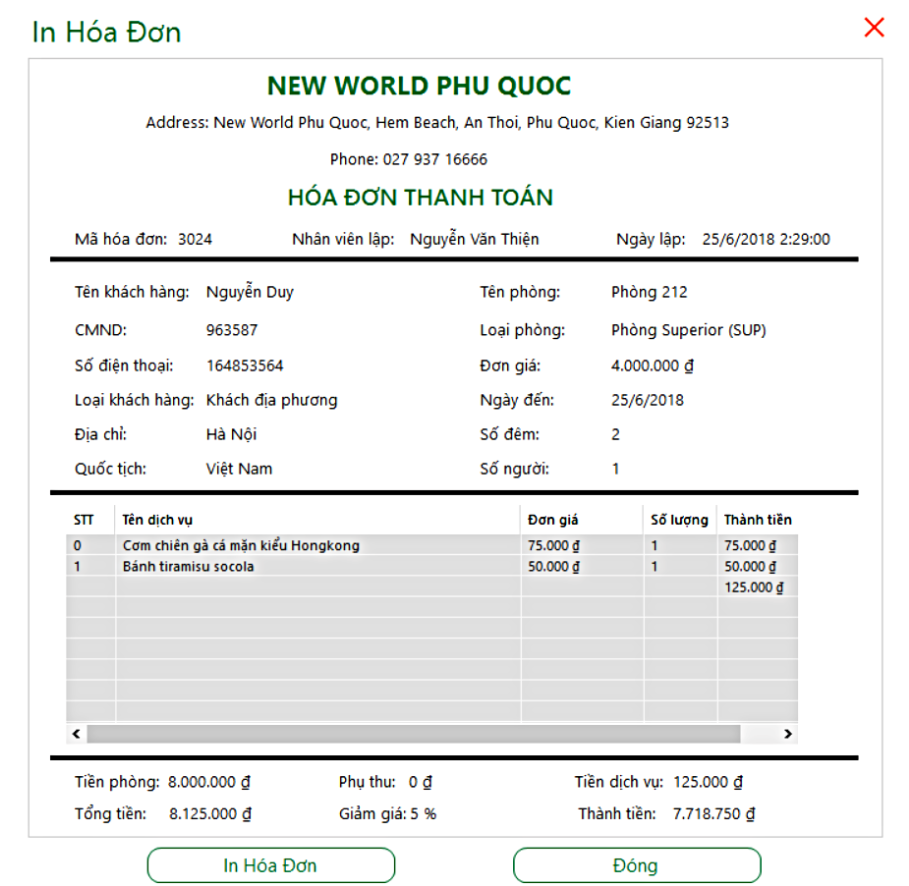 In Hóa Đơn
NEW WORLD PHU QUOC
Address: New World Phu Quoc, Hem Beach, An Thoi, Phu Quoc, Kien Giang 92513
Phone: 027 937 16666
HÓA ĐƠN THANH TOÁN
Mã hóa đơn: 3024 Nhân viên lập: Nguyễn Văn Thiện Ngày lập: 25/6/2018 2:29:00
Tên khách hàng: Nguyễn Duy Tên phòng: Phòng 212
CMND: 963587 Loại phòng: Phòng Superior (SUP)
Số điện thoại: 164853564 Đơn giá: 4.000.000 ₫
Loại khách hàng: Khách địa phương Ngày đến: 25/6/2018
Địa chỉ: Hà Nội Số đêm: 2
Quốc tịch: Việt Nam Số người: 1
STT Tên dịch vụ Đơn giá Số lượng Thành tiền
0 Cơm chiên gà cá mặn kiểu Hongkong 75.000 ₫ 1 75.000 ₫
1 Bánh tiramisu socola 50.000 ₫ 1 50.000 ₫
125.000 ₫
Tiền phòng: 8.000.000 ₫ Phụ thu: 0 ₫ Tiền dịch vụ: 125.000 ₫
Tổng tiền: 8.125.000 ₫ Giảm giá: 5 % Thành tiền: 7.718.750 ₫
In Hóa Đơn Đóng